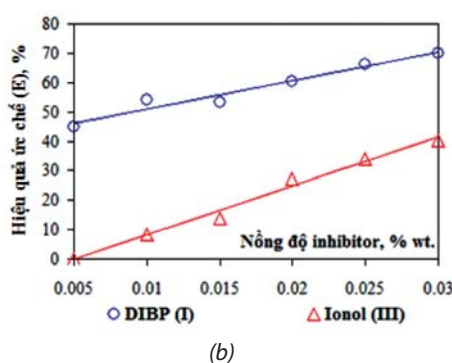 Hiệu quả ức chế (E), %
80
70
60
50
40
30
20
10
0
Nồng độ inhibitor, % wt.
0.005 0.01 0.015 0.02 0.025 0.03
DIBP (I) Ionol (III)
(b)